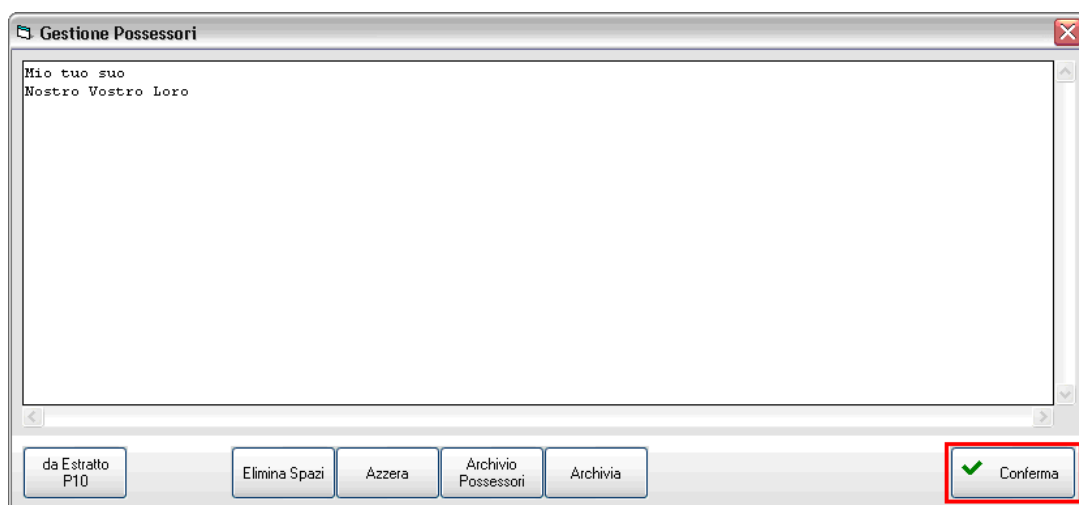 Gestione Possessori
Mio tuo suo
Nostro Vostro Loro
da Estratto
P10
Elimina Spazi
Azzera
Archivio
Possessori
Archivia
Conferma